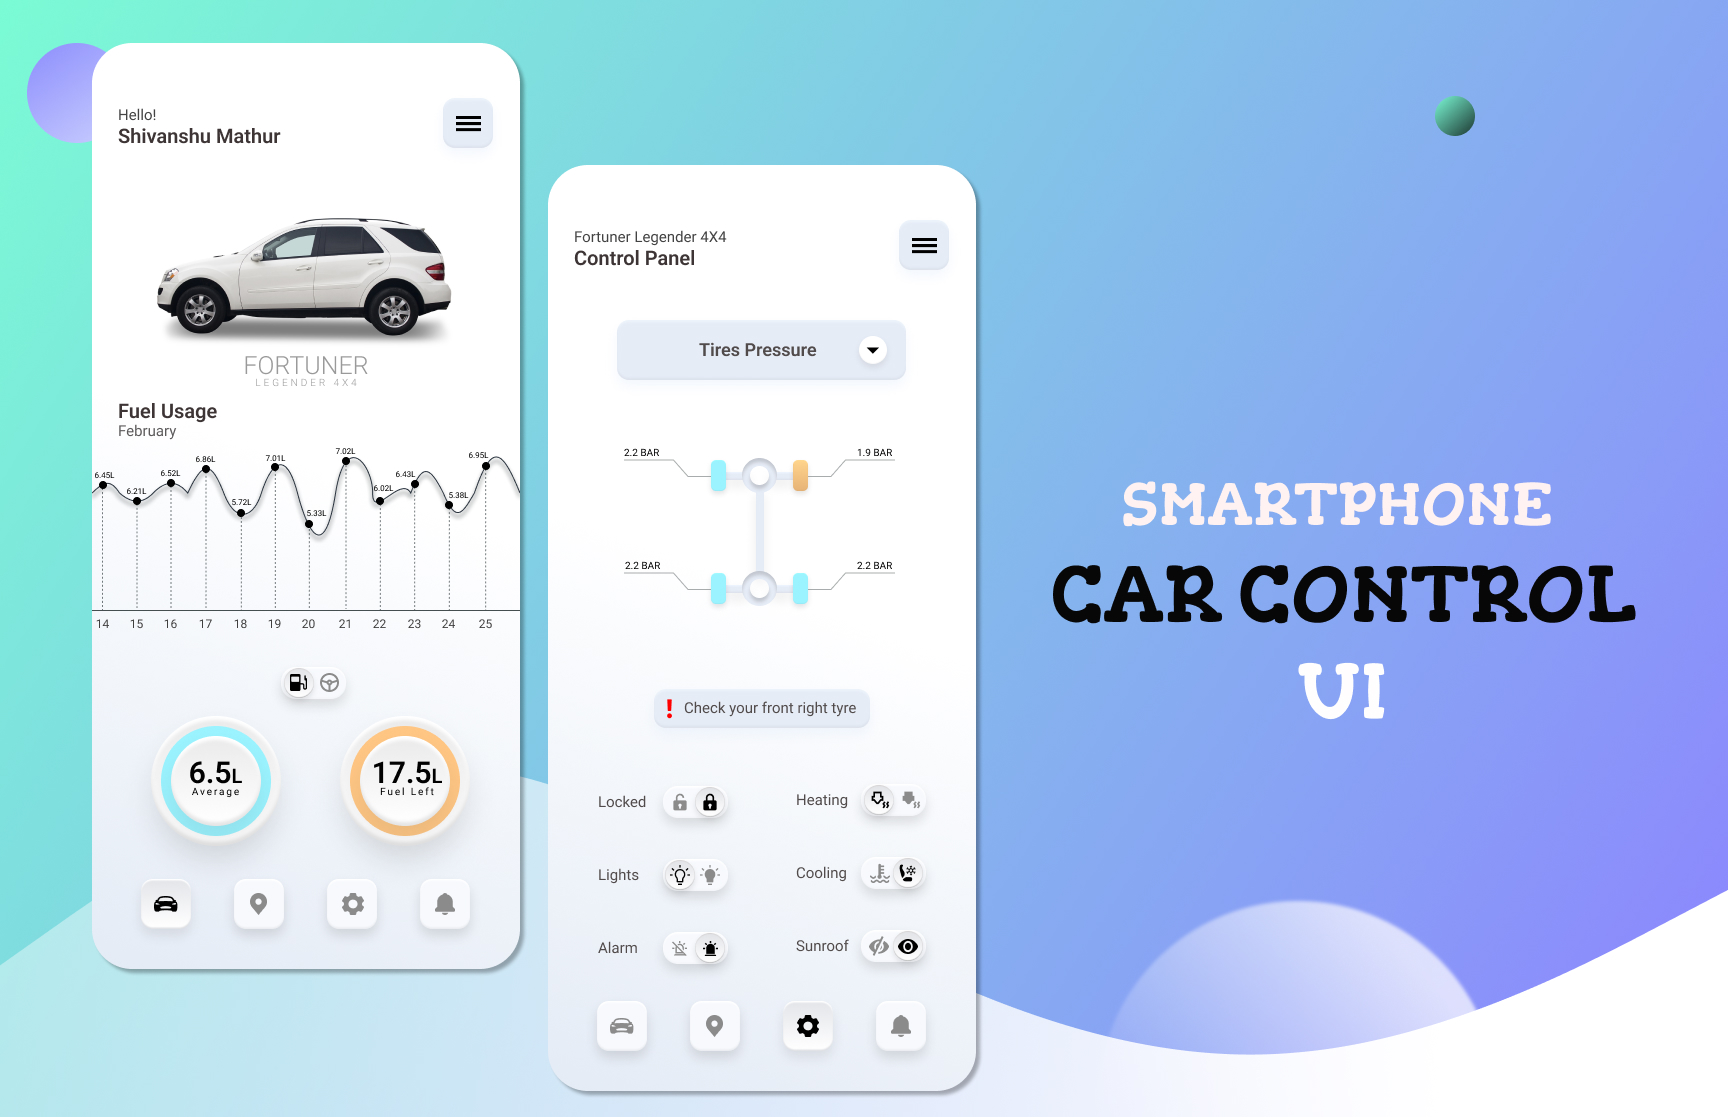 Hello!
Shivanshu Mathur
FORTUNER
LEGENDER 4X4
Fuel Usage
February
6.45L 6.21L 6.52L 6.86L 5.72L 7.01L 5.33L 7.02L 6.02L 6.43L 5.38L 6.95L
14 15 16 17 18 19 20 21 22 23 24 25
6.5L
Average
17.5L
Fuel Left
Fortuner Legender 4X4
Control Panel
Tires Pressure
2.2 BAR 1.9 BAR
2.2 BAR 2.2 BAR
! Check your front right tyre
Locked Heating
Lights Cooling
Alarm Sunroof
SMARTPHONE
CAR CONTROL
UI